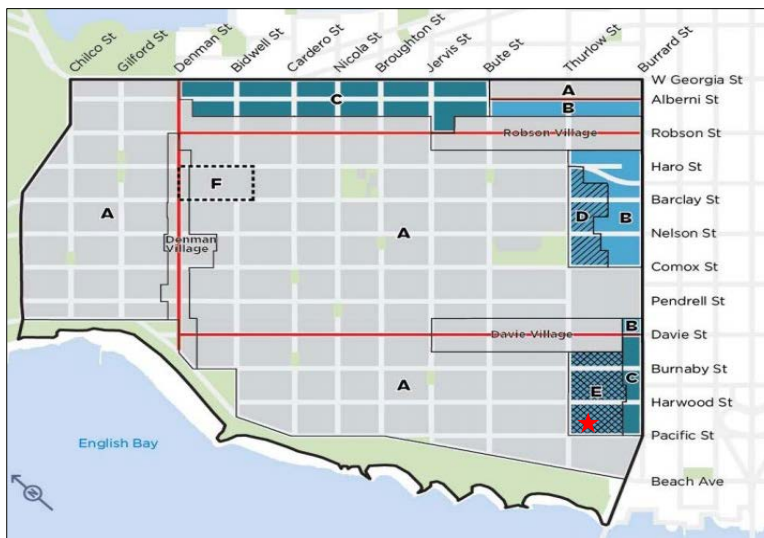 Chilco St
Gilford St
Denman St
Bidwell St
Cardero St
Nicola St
Broughton St
Jervis St
Bute St
Thurlow St
Burrard St
W Georgia St
A
C
Alberni St
B
Robson Village
Robson St
Haro St
F
Barclay St
D
B
A
Denman
Village
A
Nelson St
Comox St
Pendrell St
B
Davie Village
Davie St
Burnaby St
E
C
A
Harwood St
Pacific St
English Bay
Beach Ave
N